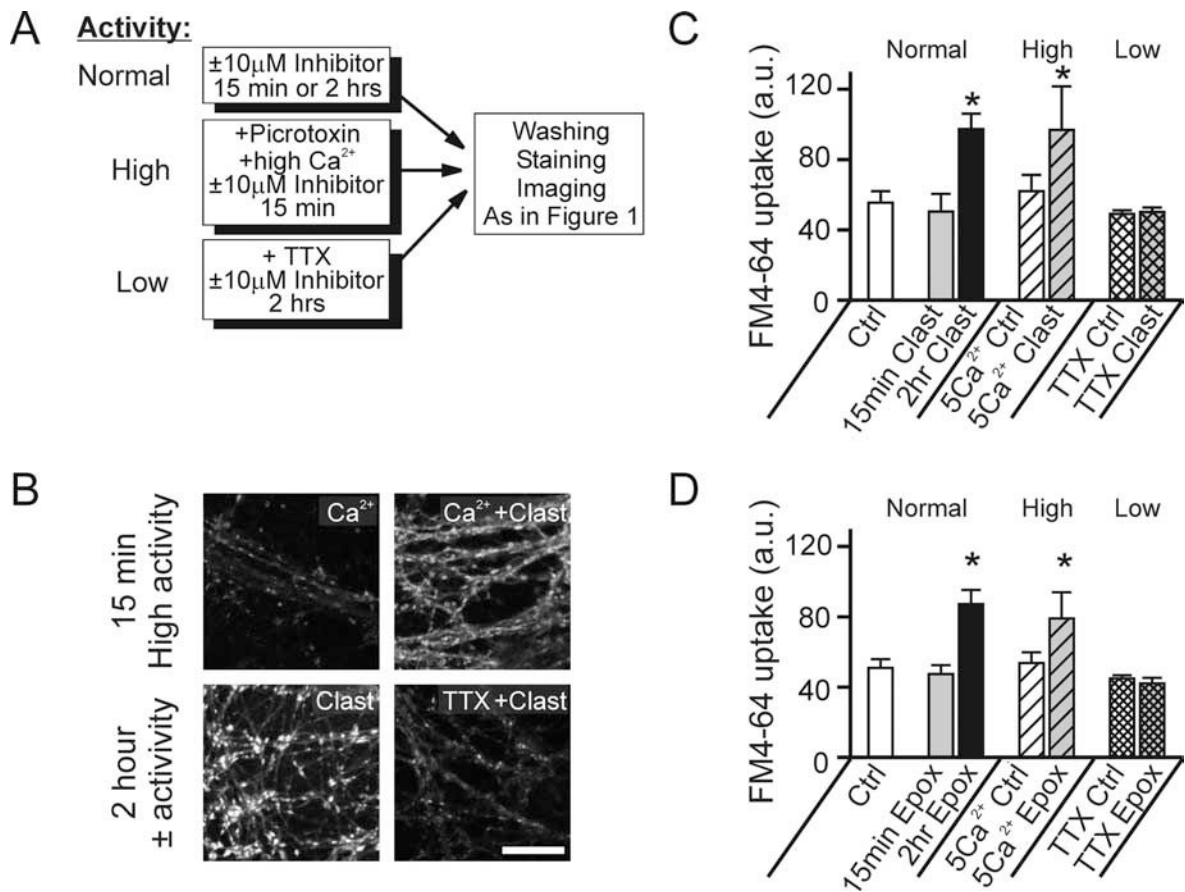 A
Activity:
Normal
±10µM Inhibitor
15 min or 2 hrs
High
+Picrotoxin
+high Ca²⁺
±10µM Inhibitor
15 min
Low
+ TTX
±10µM Inhibitor
2 hrs
Washing
Staining
Imaging
As in Figure 1
B
15 min
High activity
Ca²⁺
Ca²⁺+Clast
2 hour
± activity
Clast
TTX+Clast
C
Normal
High
Low
FM4-64 uptake (a.u.)
120
80
40
0
*
*
Ctrl
15min Clast
2hr Clast
5Ca²⁺ Ctrl
5Ca²⁺ Clast
TTX Ctrl
TTX Clast
D
Normal
High
Low
FM4-64 uptake (a.u.)
120
80
40
0
*
*
Ctrl
15min Epox
2hr Epox
5Ca²⁺ Ctrl
5Ca²⁺ Epox
TTX Ctrl
TTX Epox